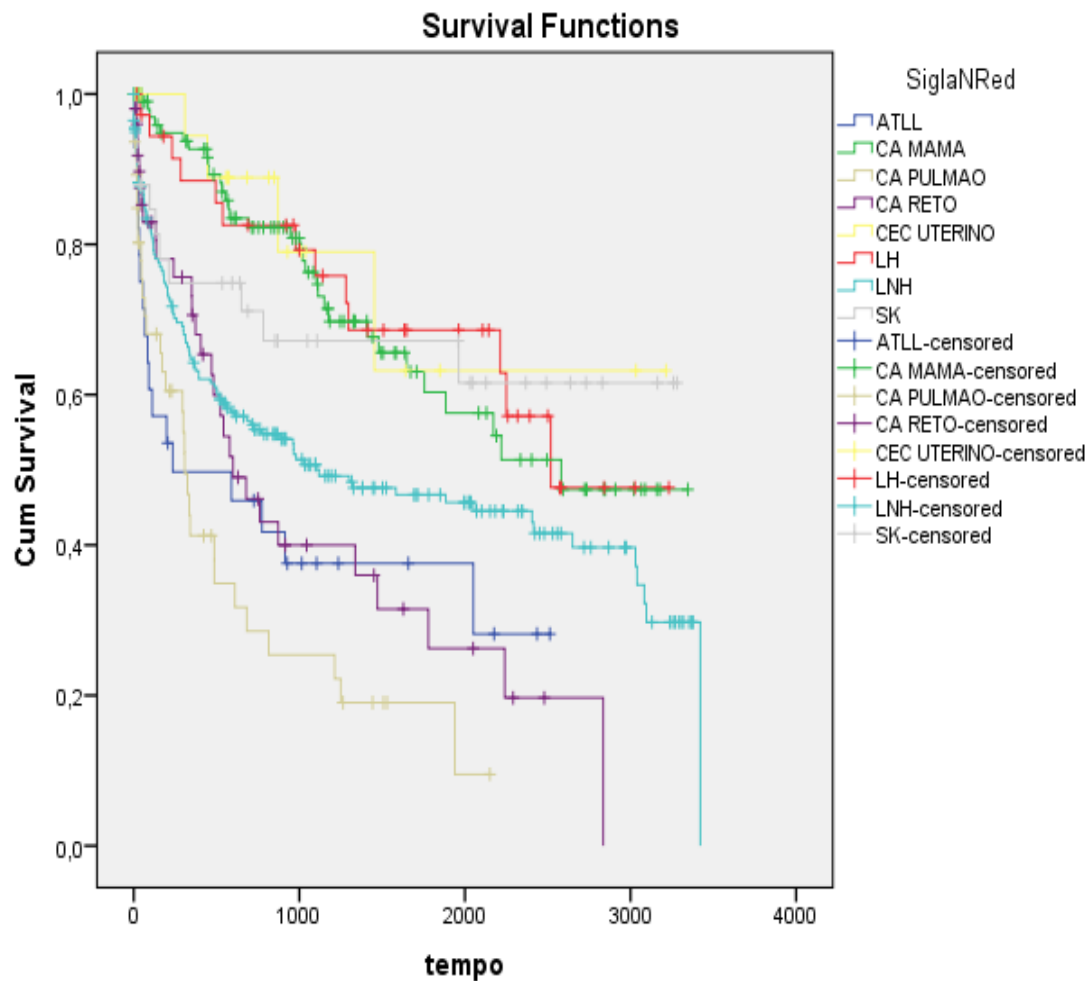 Survival Functions
Cum Survival
1,0
0,8
0,6
0,4
0,2
0,0
0
1000
2000
3000
4000
tempo
SiglaNRed
ATLL
CA MAMA
CA PULMAO
CA RETO
CEC UTERINO
LH
LNH
SK
ATLL-censored
CA MAMA-censored
CA PULMAO-censored
CA RETO-censored
CEC UTERINO-censored
LH-censored
LNH-censored
SK-censored